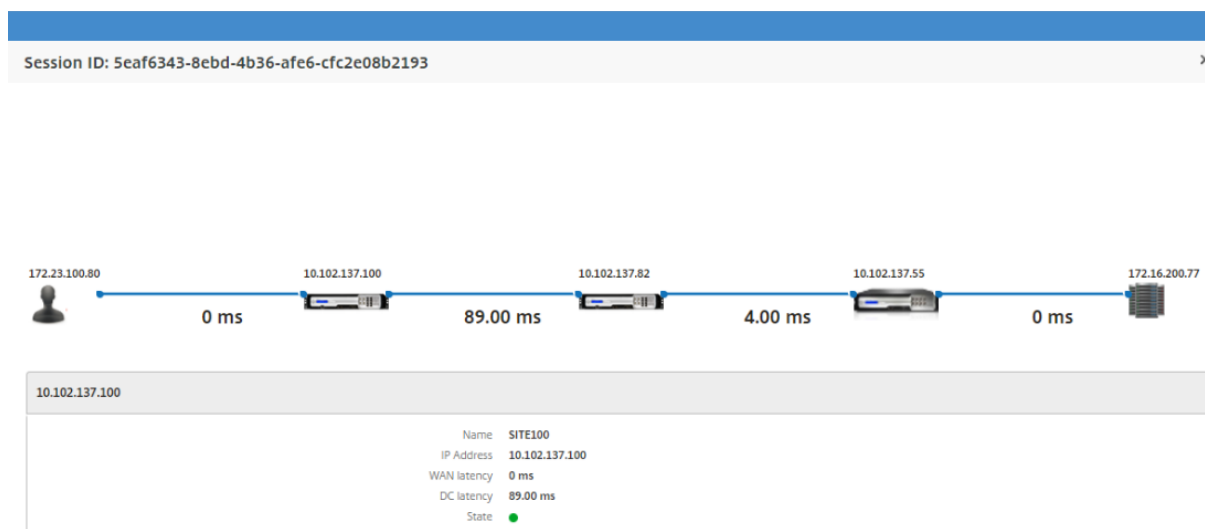 Session ID: 5eaf6343-8ebd-4b36-afe6-cfc2e08b2193
x
172.23.100.80 10.102.137.100 10.102.137.82 10.102.137.55 172.16.200.77
0 ms 89.00 ms 4.00 ms 0 ms
10.102.137.100
Name SITE100
IP Address 10.102.137.100
WAN latency 0 ms
DC latency 89.00 ms
State